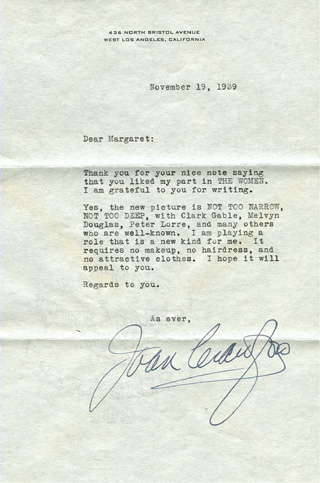 426 NORTH BRISTOL AVENUE
WEST LOS ANGELES, CALIFORNIA
November 19, 1939
Dear Margaret:
Thank you for your nice note saying
that you liked my part in THE WOMEN.
I am grateful to you for writing.
Yes, the new picture is NOT TOO NARROW,
NOT TOO DEEP, with Clark Gable, Melvyn
Douglas, Peter Lorre, and many others
who are well-known. I am playing a
role that is a new kind for me. It
requires no makeup, no hairdress, and
no attractive clothes. I hope it will
appeal to you.
Regards to you.
As ever,
Joan Crawford